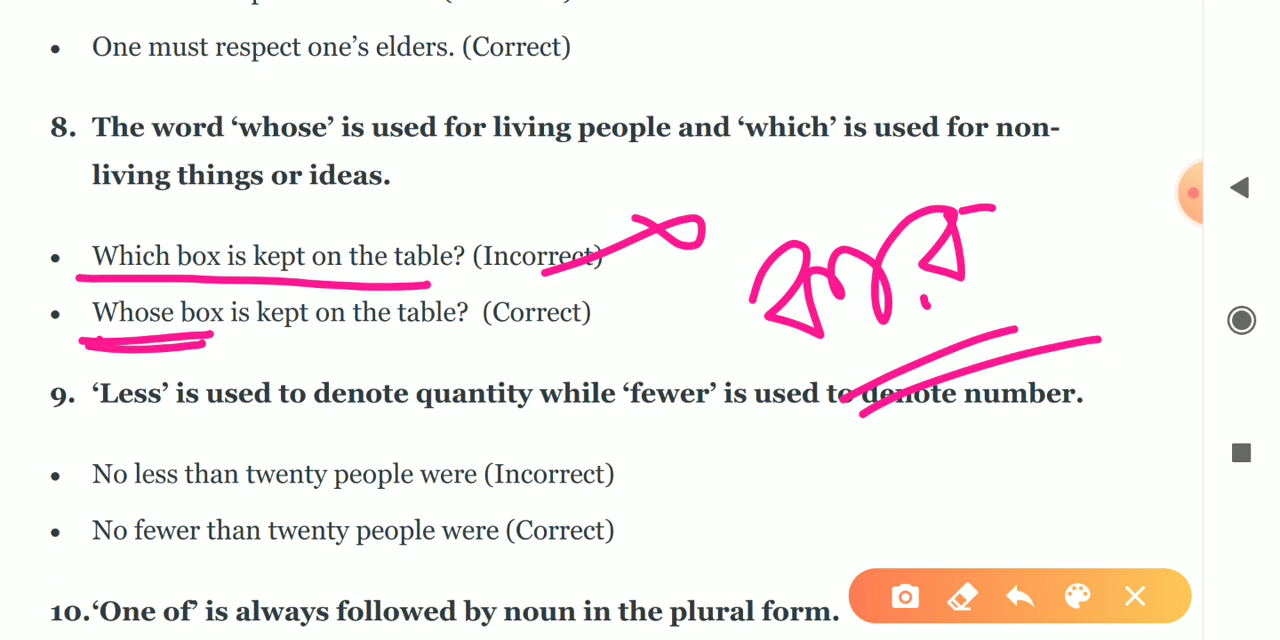 • One must respect one’s elders. (Correct)
8. The word ‘whose’ is used for living people and ‘which’ is used for non-
living things or ideas.
• Which box is kept on the table? (Incorrect)
• Whose box is kept on the table? (Correct)
9. ‘Less’ is used to denote quantity while ‘fewer’ is used to denote number.
• No less than twenty people were (Incorrect)
• No fewer than twenty people were (Correct)
10. ‘One of’ is always followed by noun in the plural form.